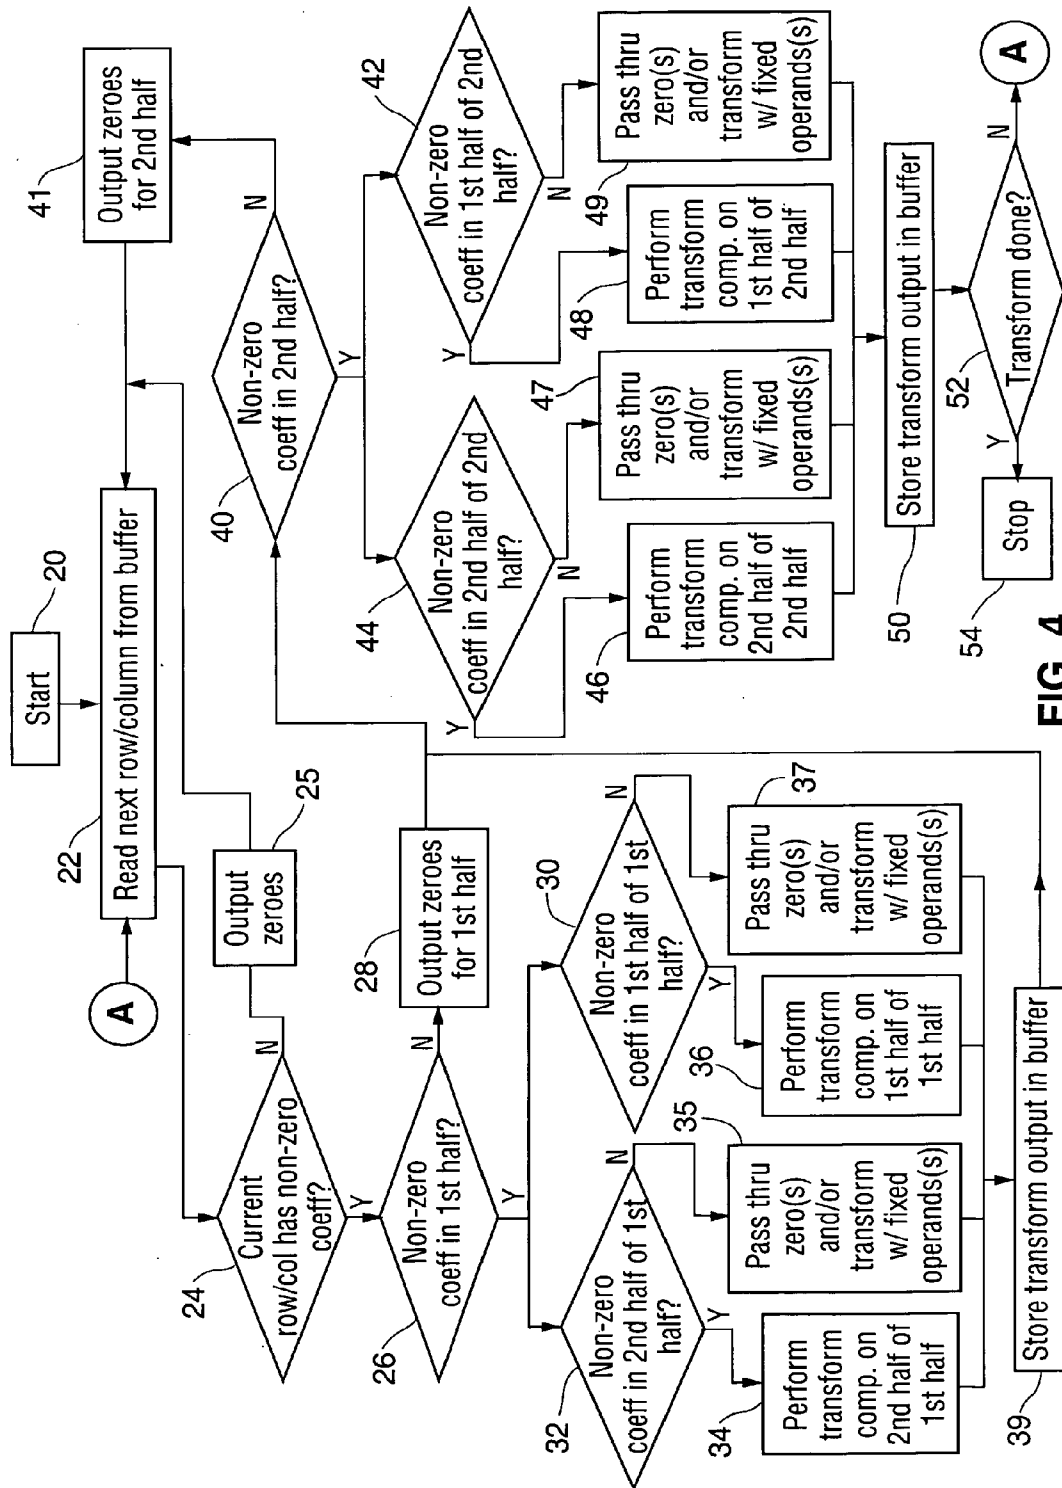 20
Start
A
22
Read next row/column from buffer
24
Current
row/col has non-zero
coeff?
N
Y
25
Output
zeroes
26
Non-zero
coeff in 1st half?
N
Y
28
Output zeroes
for 1st half
32
Non-zero
coeff in 2nd half of 1st
half?
Y
N
30
Non-zero
coeff in 1st half of 1st
half?
Y
N
34
Perform
transform
comp. on
2nd half of
1st half
35
Pass thru
zero(s)
and/or
transform
w/ fixed
operands(s)
36
Perform
transform
comp. on
1st half of
1st half
37
Pass thru
zero(s)
and/or
transform
w/ fixed
operands(s)
39
Store transform output in buffer
40
Non-zero
coeff in 2nd half?
N
Y
41
Output zeroes
for 2nd half
44
Non-zero
coeff in 2nd half of 2nd
half?
Y
N
42
Non-zero
coeff in 1st half of 2nd
half?
Y
N
46
Perform
transform
comp. on
2nd half of
2nd half
47
Pass thru
zero(s)
and/or
transform
w/ fixed
operands(s)
48
Perform
transform
comp. on
1st half of
2nd half
49
Pass thru
zero(s)
and/or
transform
w/ fixed
operands(s)
50
Store transform output in buffer
52
Transform done?
Y
N
54
Stop
A
FIG. 4